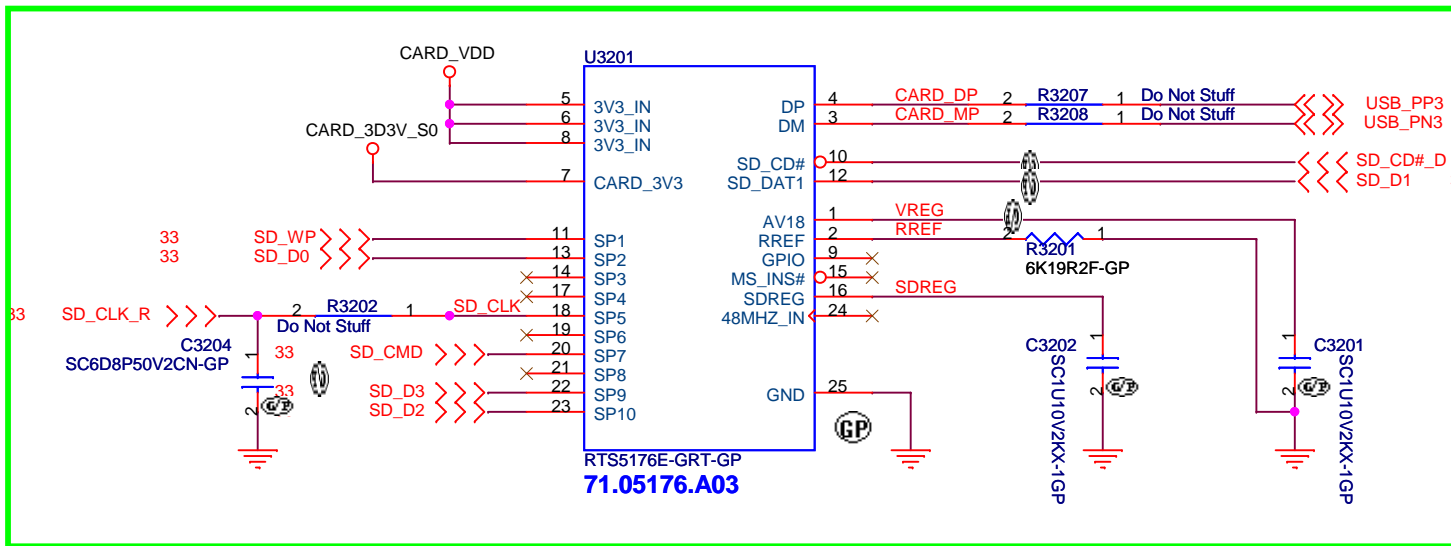 CARD_VDD
U3201
5 3V3_IN
6 3V3_IN
8 3V3_IN
CARD_3D3V_S0
7 CARD_3V3
33 SD_WP 11 SP1
33 SD_D0 13 SP2
14 SP3
17 SP4
33 SD_CLK_R 2 R3202 1 SD_CLK 18 SP5
Do Not Stuff
19 SP6
C3204
SC6D8P50V2CN-GP
1 33
SD_CMD 20 SP7
21 SP8
33
2 G/P
SD_D3 22 SP9
SD_D2 23 SP10
DP 4 CARD_DP 2 R3207 1 Do Not Stuff USB_PP3
DM 3 CARD_MP 2 R3208 1 Do Not Stuff USB_PN3
SD_CD# 10 SD_CD#_D
SD_DAT1 12 SD_D1
AV18 1 VREG
RREF 2 RREF 2 R3201 1
6K19R2F-GP
GPIO 9
MS_INS# 15
SDREG 16 SDREG
48MHZ_IN 24
GND 25
GP
C3202
1
2 G/P
SC1U10V2KX-1GP
C3201
1
2 G/P
SC1U10V2KX-1GP
RTS5176E-GRT-GP
71.05176.A03